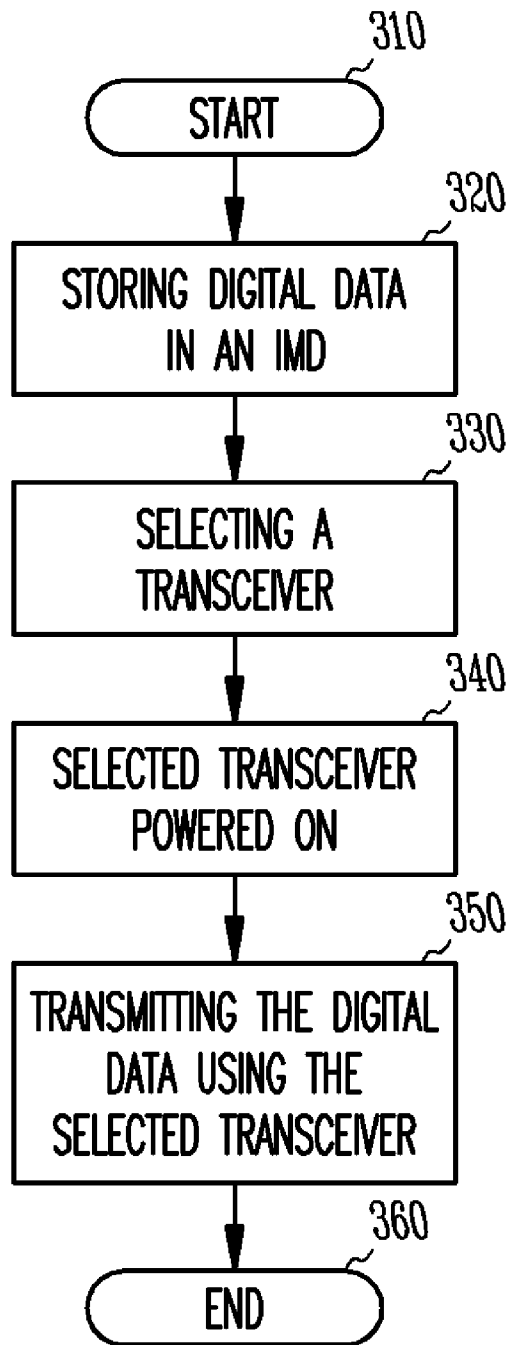 310
START
320
STORING DIGITAL DATA
IN AN IMD
330
SELECTING A
TRANSCEIVER
340
SELECTED TRANSCEIVER
POWERED ON
350
TRANSMITTING THE DIGITAL
DATA USING THE
SELECTED TRANSCEIVER
360
END